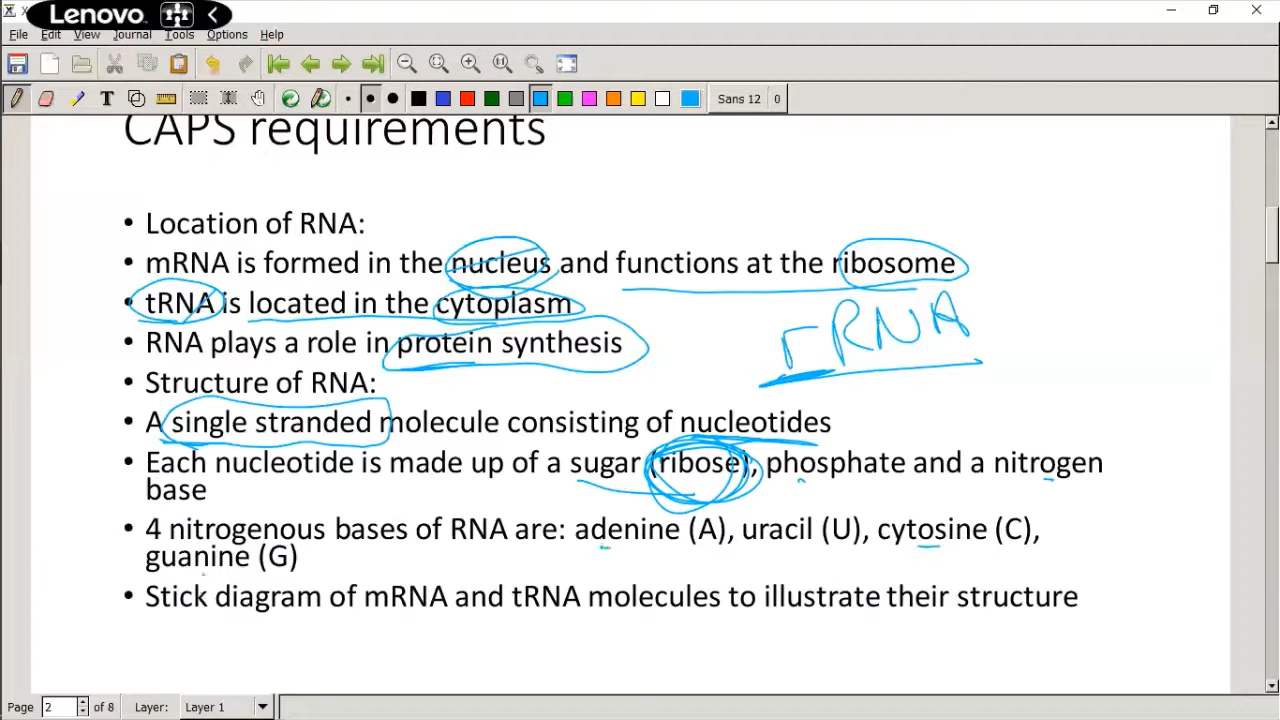 Lenovo
X
File Edit View Journal Tools Options Help
T Sans 12 0
CAPS requirements
• Location of RNA:
• mRNA is formed in the nucleus and functions at the ribosome
• tRNA is located in the cytoplasm
rRNA
• RNA plays a role in protein synthesis
• Structure of RNA:
• A single stranded molecule consisting of nucleotides
• Each nucleotide is made up of a sugar (ribose), phosphate and a nitrogen
base
• 4 nitrogenous bases of RNA are: adenine (A), uracil (U), cytosine (C),
guanine (G)
• Stick diagram of mRNA and tRNA molecules to illustrate their structure
Page 2 of 8 Layer: Layer 1